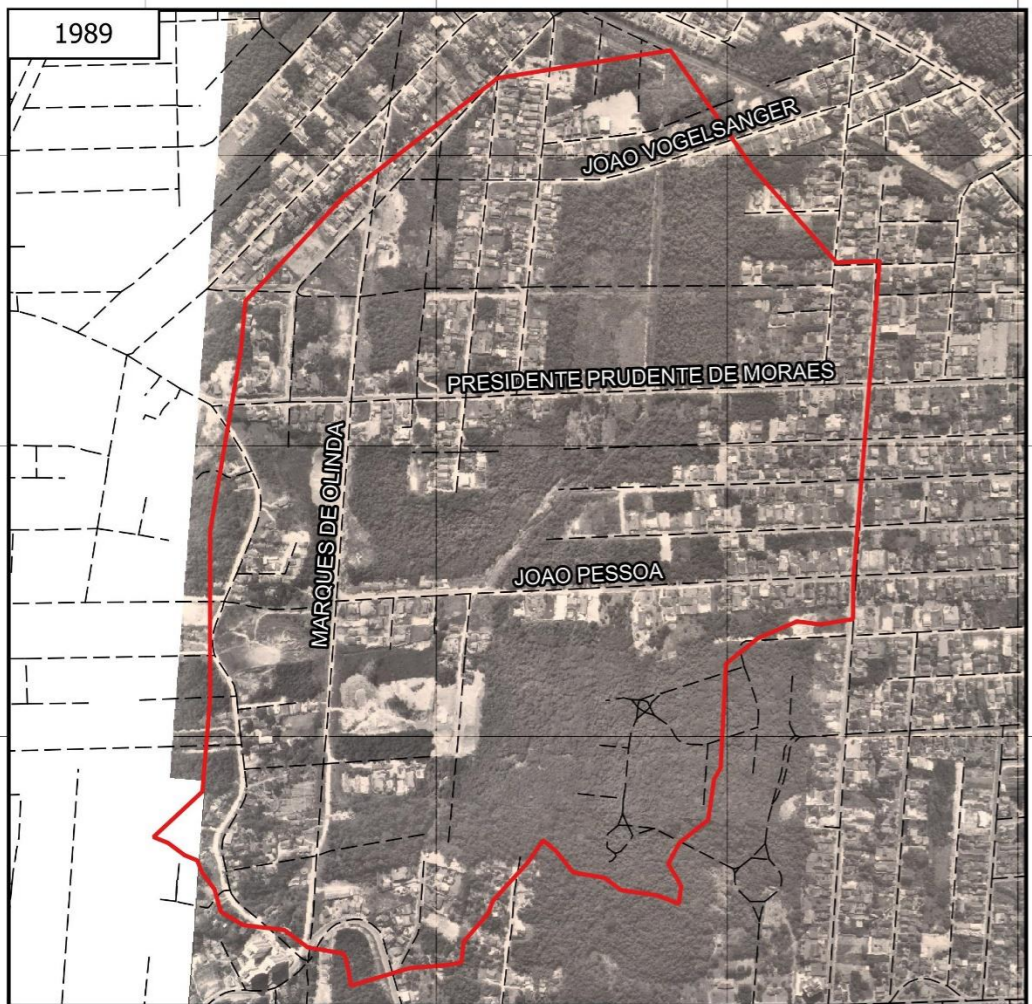 1989
JOAO VOGELSANGER
PRESIDENTE PRUDENTE DE MORAES
MARQUES DE OLINDA
JOAO PESSOA